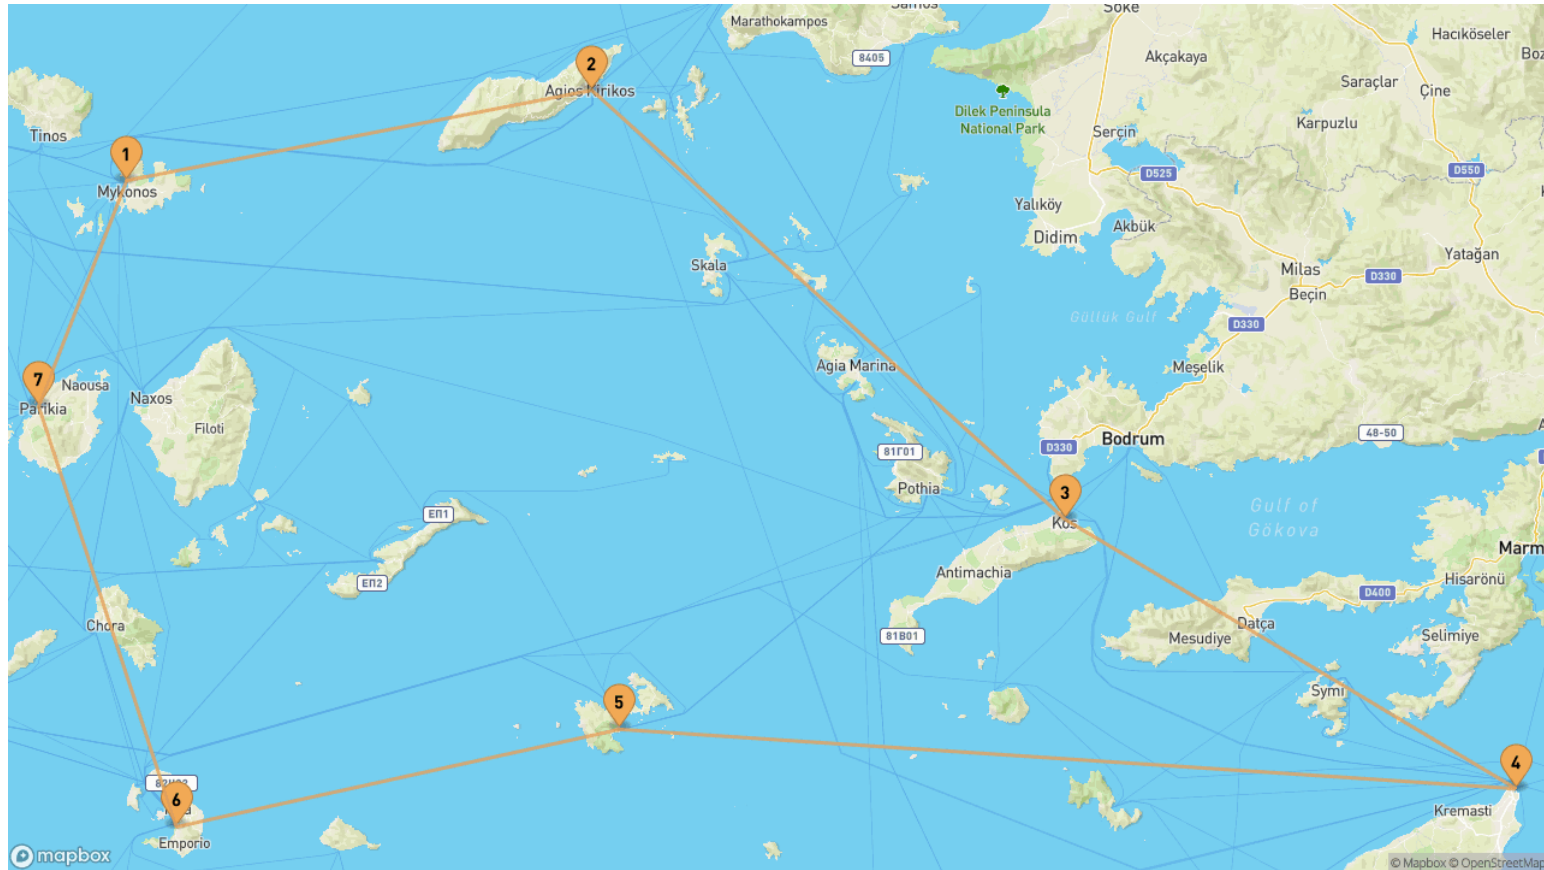 Samos
Söke
Marathokampos
Hacıköseler
8405
Akçakaya
2
Agios Kirikos
Saraçlar
Çine
Dilek Peninsula
National Park
Karpuzlu
Tinos
Serçin
1
D525
D550
Mykonos
Yalıköy
Akbük
Didim
Skala
Yatağan
Milas
D330
Beçin
Güllük Gulf
D330
Agia Marina
Meşelik
7
Naousa
Parikia
Naxos
Filoti
Bodrum
48-50
D330
81Γ01
Pothia
3
Kos
Gulf of
Gökova
ΕΠ1
Marm
Antimachia
Hisarönü
ΕΠ2
D400
Chora
Datça
Mesudiye
Selimiye
81B01
Symi
5
4
6
Kremasti
Emporio
mapbox
© Mapbox © OpenStreetMap